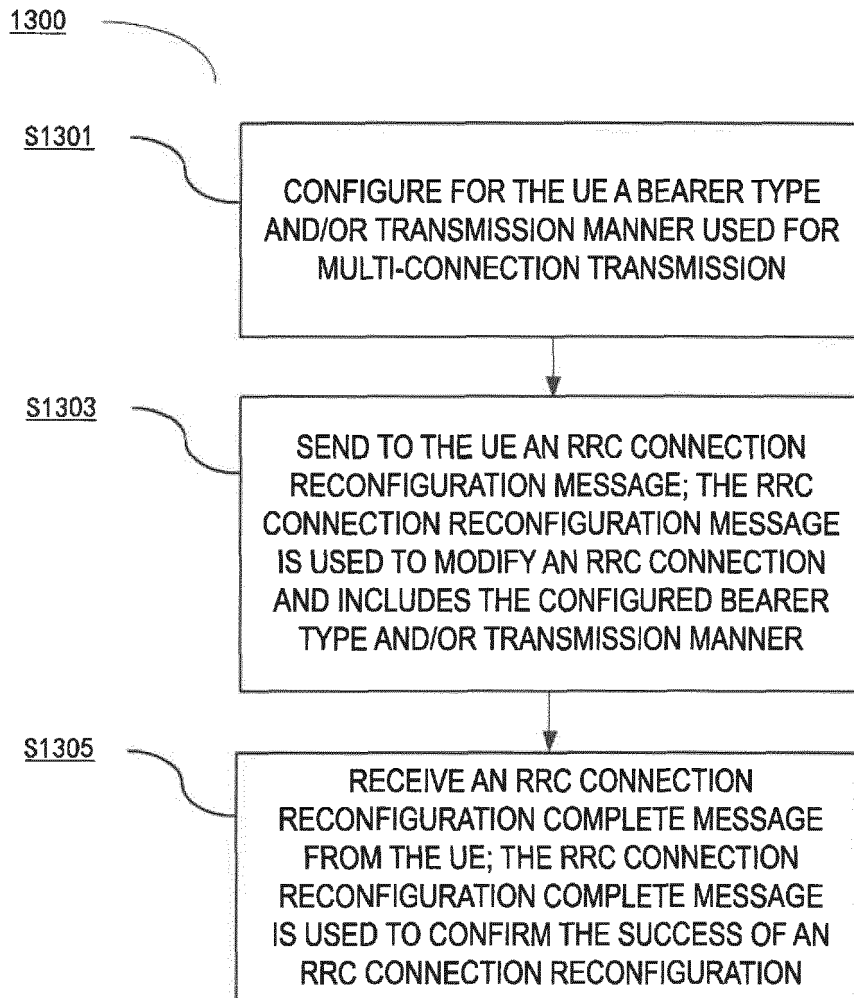 1300
S1301
CONFIGURE FOR THE UE A BEARER TYPE
AND/OR TRANSMISSION MANNER USED FOR
MULTI-CONNECTION TRANSMISSION
S1303
SEND TO THE UE AN RRC CONNECTION
RECONFIGURATION MESSAGE; THE RRC
CONNECTION RECONFIGURATION MESSAGE
IS USED TO MODIFY AN RRC CONNECTION
AND INCLUDES THE CONFIGURED BEARER
TYPE AND/OR TRANSMISSION MANNER
S1305
RECEIVE AN RRC CONNECTION
RECONFIGURATION COMPLETE MESSAGE
FROM THE UE; THE RRC CONNECTION
RECONFIGURATION COMPLETE MESSAGE
IS USED TO CONFIRM THE SUCCESS OF AN
RRC CONNECTION RECONFIGURATION